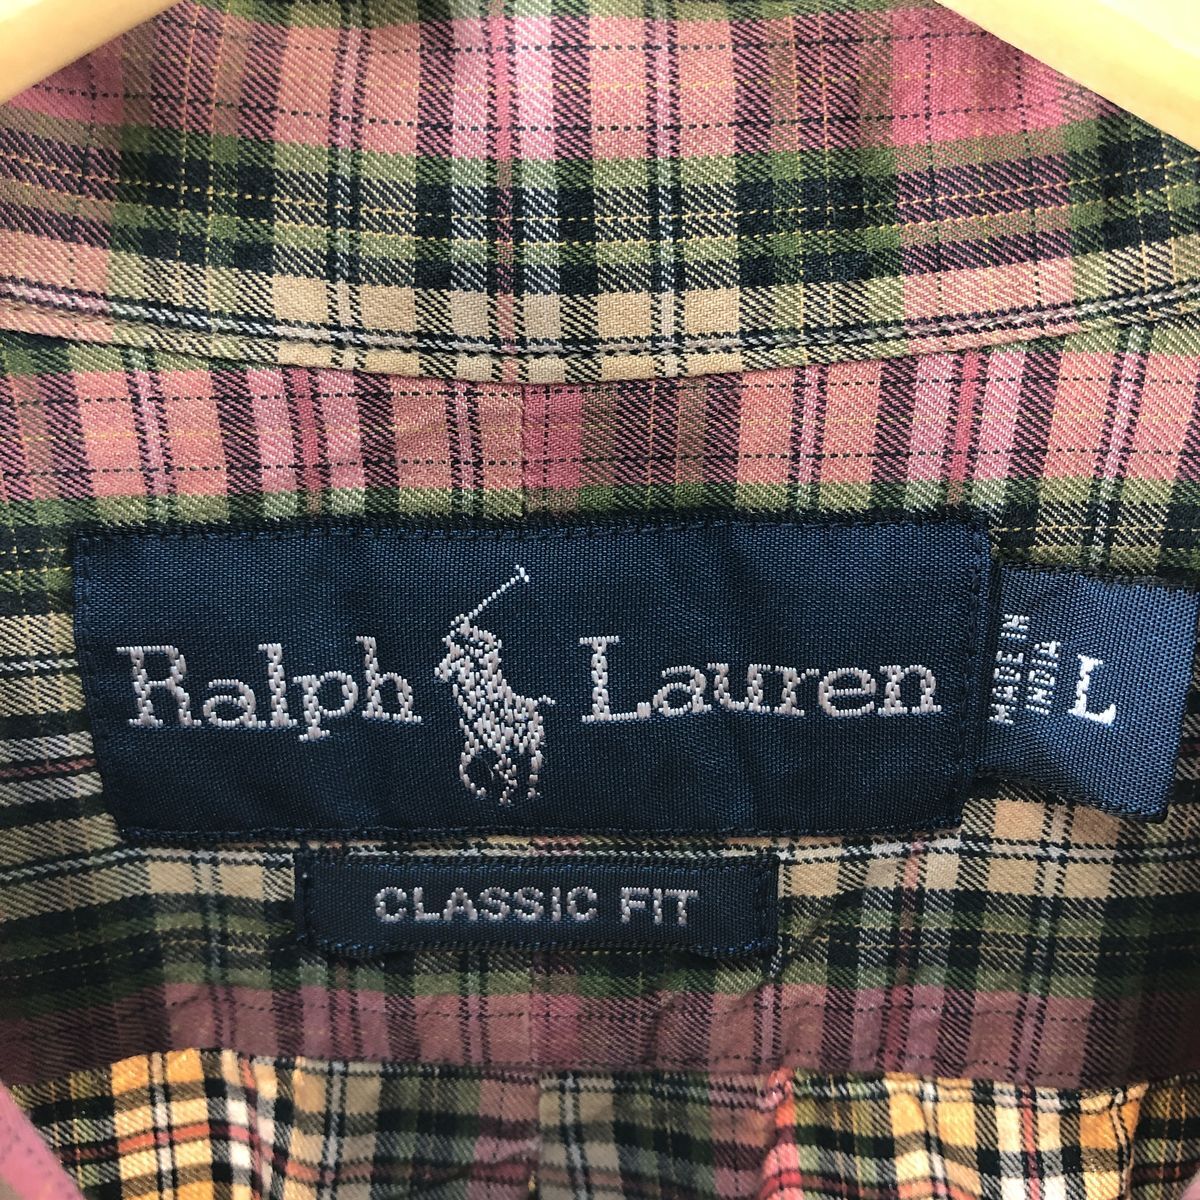 Ralph Lauren
MADE IN
INDIA
L
CLASSIC FIT